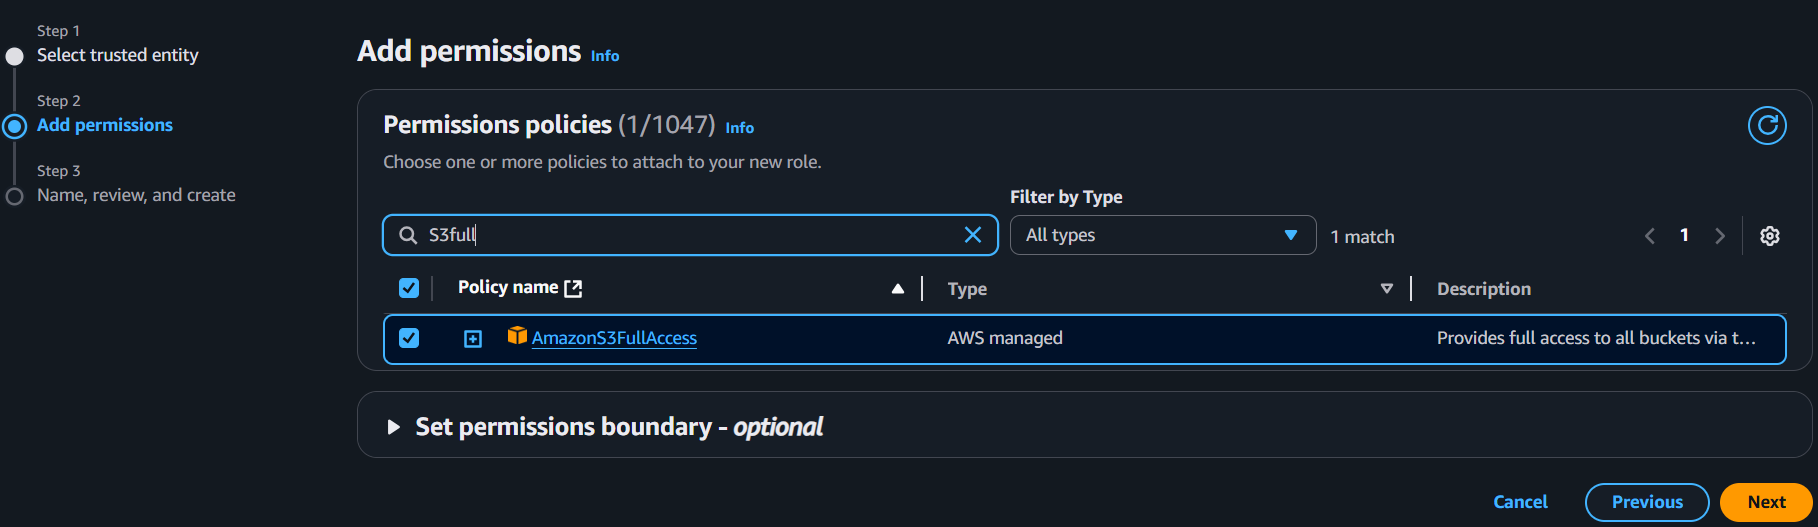 Step 1
Select trusted entity
Step 2
Add permissions
Step 3
Name, review, and create
Add permissions Info
Permissions policies (1/1047) Info
Choose one or more policies to attach to your new role.
Filter by Type
S3full
All types
1 match
1
Policy name
Type
Description
AmazonS3FullAccess
AWS managed
Provides full access to all buckets via t...
Set permissions boundary - optional
Cancel
Previous
Next